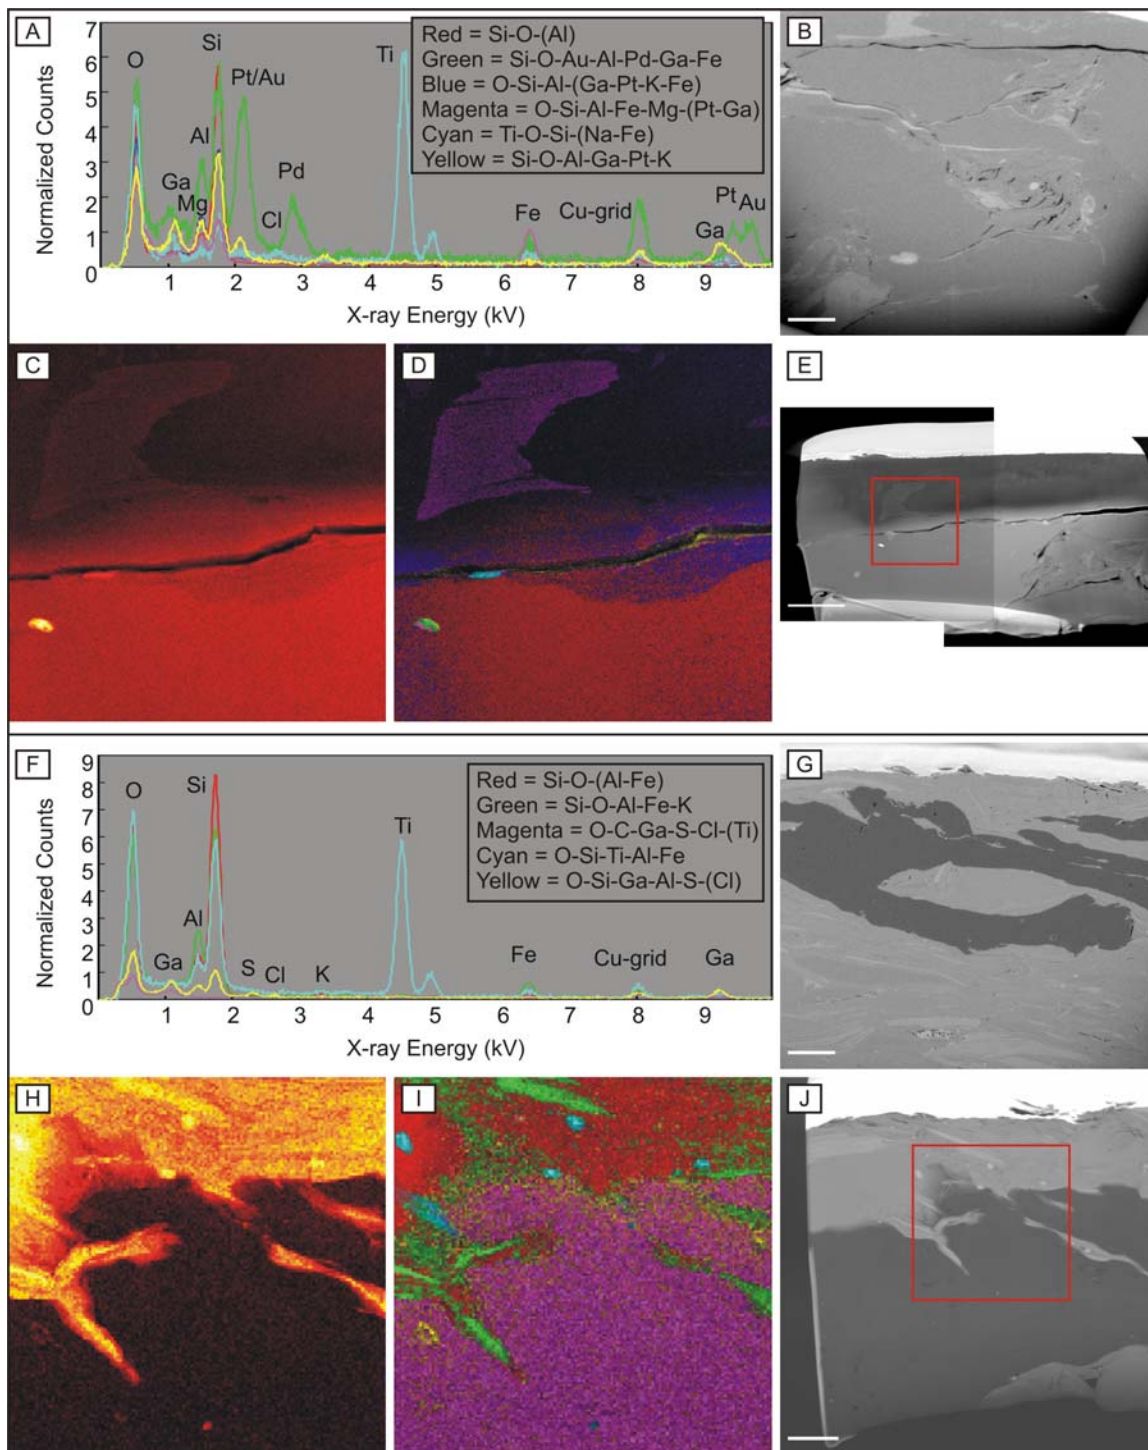 A
7
6
5
4
3
2
1
0
Normalized Counts
O
Si
Pt/Au
Al
Ga
Mg
Cl
Pd
Ti
Fe
Cu-grid
Ga
Pt Au
Red = Si-O-(Al)
Green = Si-O-Au-Al-Pd-Ga-Fe
Blue = O-Si-Al-(Ga-Pt-K-Fe)
Magenta = O-Si-Al-Fe-Mg-(Pt-Ga)
Cyan = Ti-O-Si-(Na-Fe)
Yellow = Si-O-Al-Ga-Pt-K
1 2 3 4 5 6 7 8 9
X-ray Energy (kV)
B
C
D
E
F
9
8
7
6
5
4
3
2
1
0
Normalized Counts
O
Si
Al
Ga
S
Cl
K
Ti
Fe
Cu-grid
Ga
Red = Si-O-(Al-Fe)
Green = Si-O-Al-Fe-K
Magenta = O-C-Ga-S-Cl-(Ti)
Cyan = O-Si-Ti-Al-Fe
Yellow = O-Si-Ga-Al-S-(Cl)
1 2 3 4 5 6 7 8 9
X-ray Energy (kV)
G
H
I
J